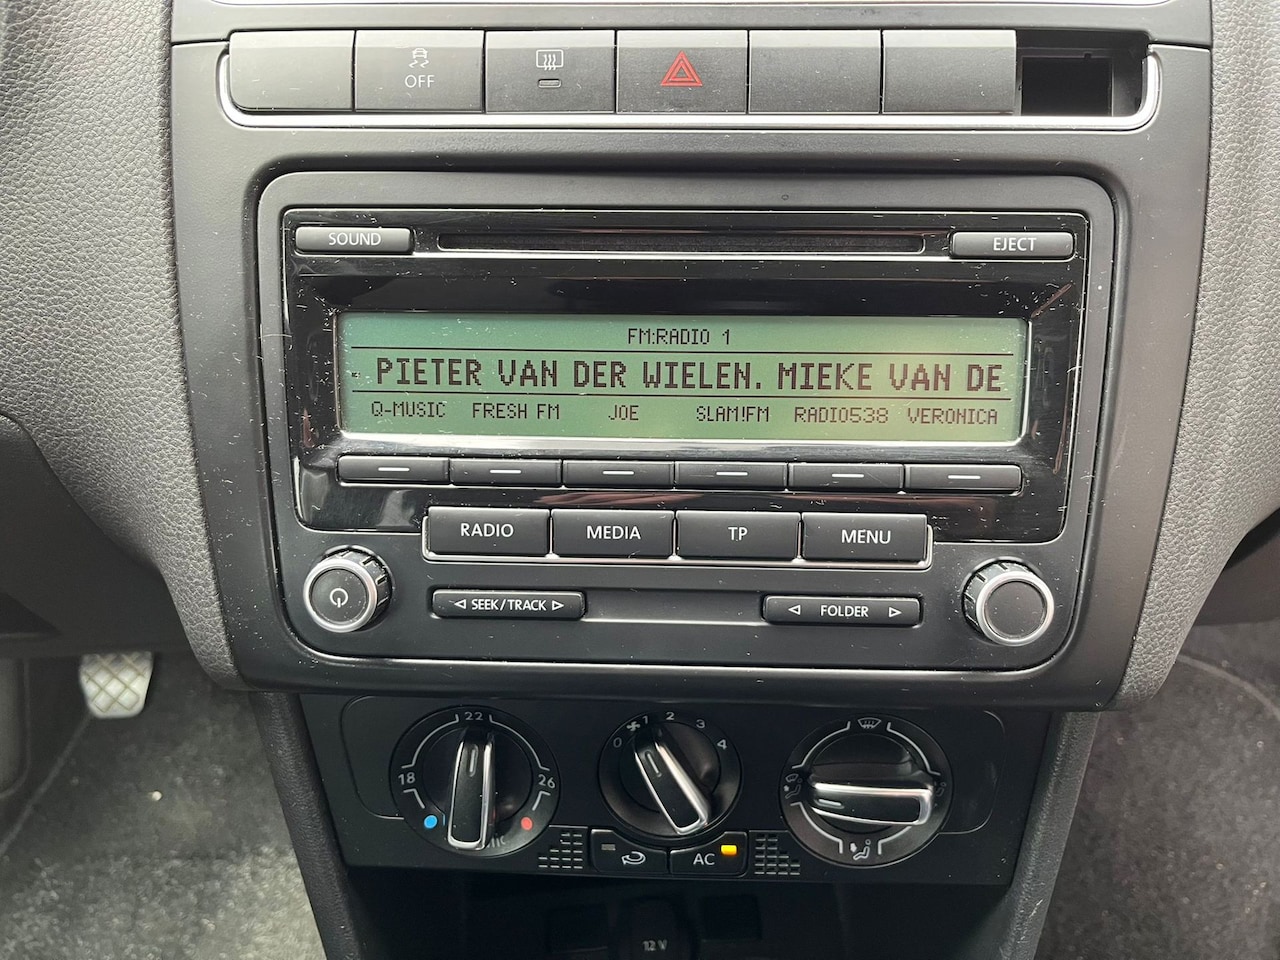 OFF
SOUND
EJECT
FM:RADIO 1
PIETER VAN DER WIELEN. MIEKE VAN DE
Q-MUSIC FRESH FM JOE SLAM!FM RADIO538 VERONICA
RADIO MEDIA TP MENU
SEEK/TRACK FOLDER
22
18 26
0 1 2 3 4
AC
12 V